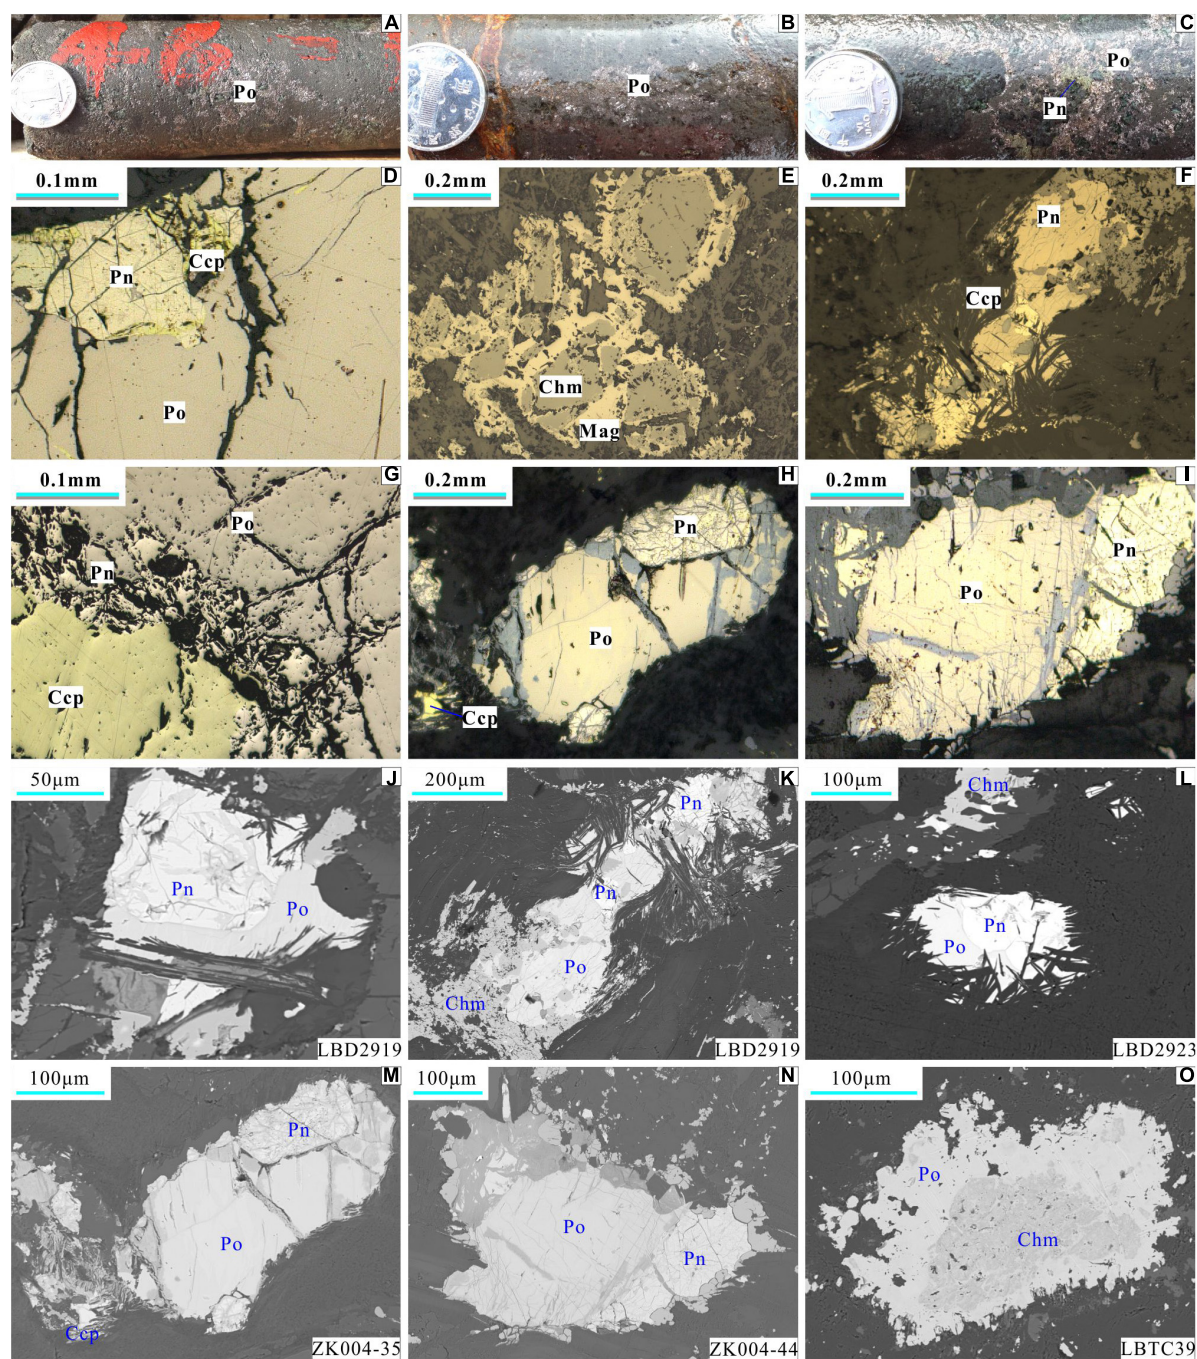 A
Po
B
Po
C
Po
Pn
0.1mm
D
Ccp
Pn
Po
0.2mm
E
Chm
Mag
0.2mm
F
Pn
Ccp
0.1mm
G
Po
Pn
Ccp
0.2mm
H
Pn
Po
Ccp
0.2mm
I
Pn
Po
50μm
J
Pn
Po
LBD2919
200μm
K
Pn
Pn
Po
Chm
LBD2919
100μm
L
Chm
Pn
Po
LBD2923
100μm
M
Pn
Po
Ccp
ZK004-35
100μm
N
Po
Pn
ZK004-44
100μm
O
Po
Chm
LBTC39